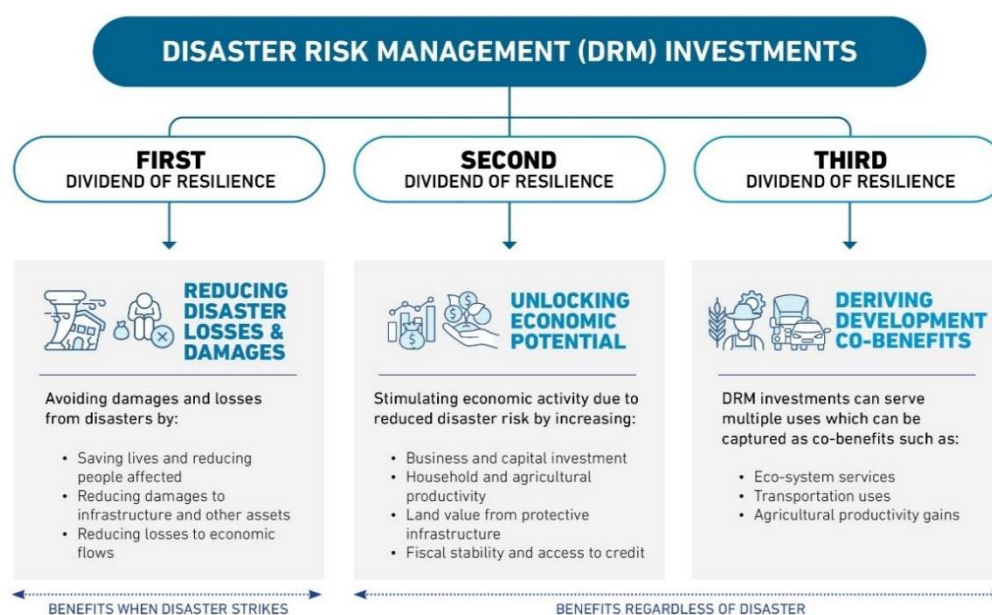 DISASTER RISK MANAGEMENT (DRM) INVESTMENTS
FIRST
DIVIDEND OF RESILIENCE
SECOND
DIVIDEND OF RESILIENCE
THIRD
DIVIDEND OF RESILIENCE
REDUCING
DISASTER
LOSSES &
DAMAGES
Avoiding damages and losses
from disasters by:
• Saving lives and reducing
people affected
• Reducing damages to
infrastructure and other assets
• Reducing losses to economic
flows
UNLOCKING
ECONOMIC
POTENTIAL
Stimulating economic activity due to
reduced disaster risk by increasing:
• Business and capital investment
• Household and agricultural
productivity
• Land value from protective
infrastructure
• Fiscal stability and access to credit
DERIVING
DEVELOPMENT
CO-BENEFITS
DRM investments can serve
multiple uses which can be
captured as co-benefits such as:
• Eco-system services
• Transportation uses
• Agricultural productivity gains
BENEFITS WHEN DISASTER STRIKES
BENEFITS REGARDLESS OF DISASTER